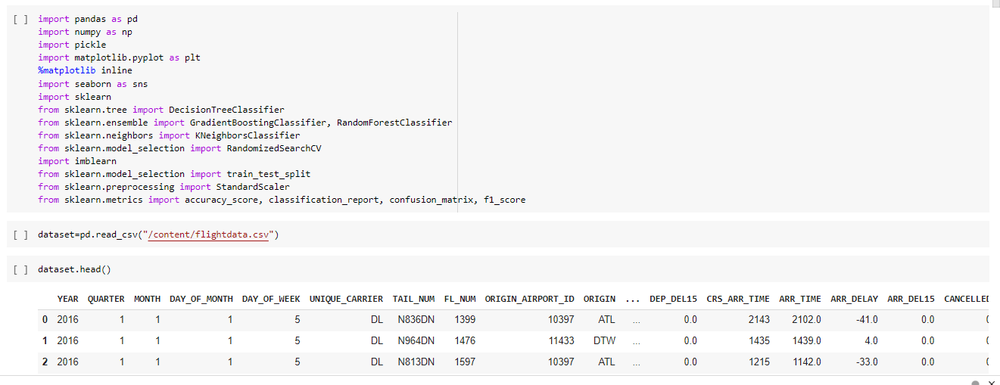 [ ] import pandas as pd
import numpy as np
import pickle
import matplotlib.pyplot as plt
%matplotlib inline
import seaborn as sns
import sklearn
from sklearn.tree import DecisionTreeClassifier
from sklearn.ensemble import GradientBoostingClassifier, RandomForestClassifier
from sklearn.neighbors import KNeighborsClassifier
from sklearn.model_selection import RandomizedSearchCV
import imblearn
from sklearn.model_selection import train_test_split
from sklearn.preprocessing import StandardScaler
from sklearn.metrics import accuracy_score, classification_report, confusion_matrix, f1_score
[ ] dataset=pd.read_csv("/content/flightdata.csv")
[ ] dataset.head()
YEAR QUARTER MONTH DAY_OF_MONTH DAY_OF_WEEK UNIQUE_CARRIER TAIL_NUM FL_NUM ORIGIN_AIRPORT_ID ORIGIN ... DEP_DEL15 CRS_ARR_TIME ARR_TIME ARR_DELAY ARR_DEL15 CANCELLED
0 2016 1 1 1 5 DL N836DN 1399 10397 ATL ... 0.0 2143 2102.0 -41.0 0.0
1 2016 1 1 1 5 DL N964DN 1476 11433 DTW ... 0.0 1435 1439.0 4.0 0.0
2 2016 1 1 1 5 DL N813DN 1597 10397 ATL ... 0.0 1215 1142.0 -33.0 0.0